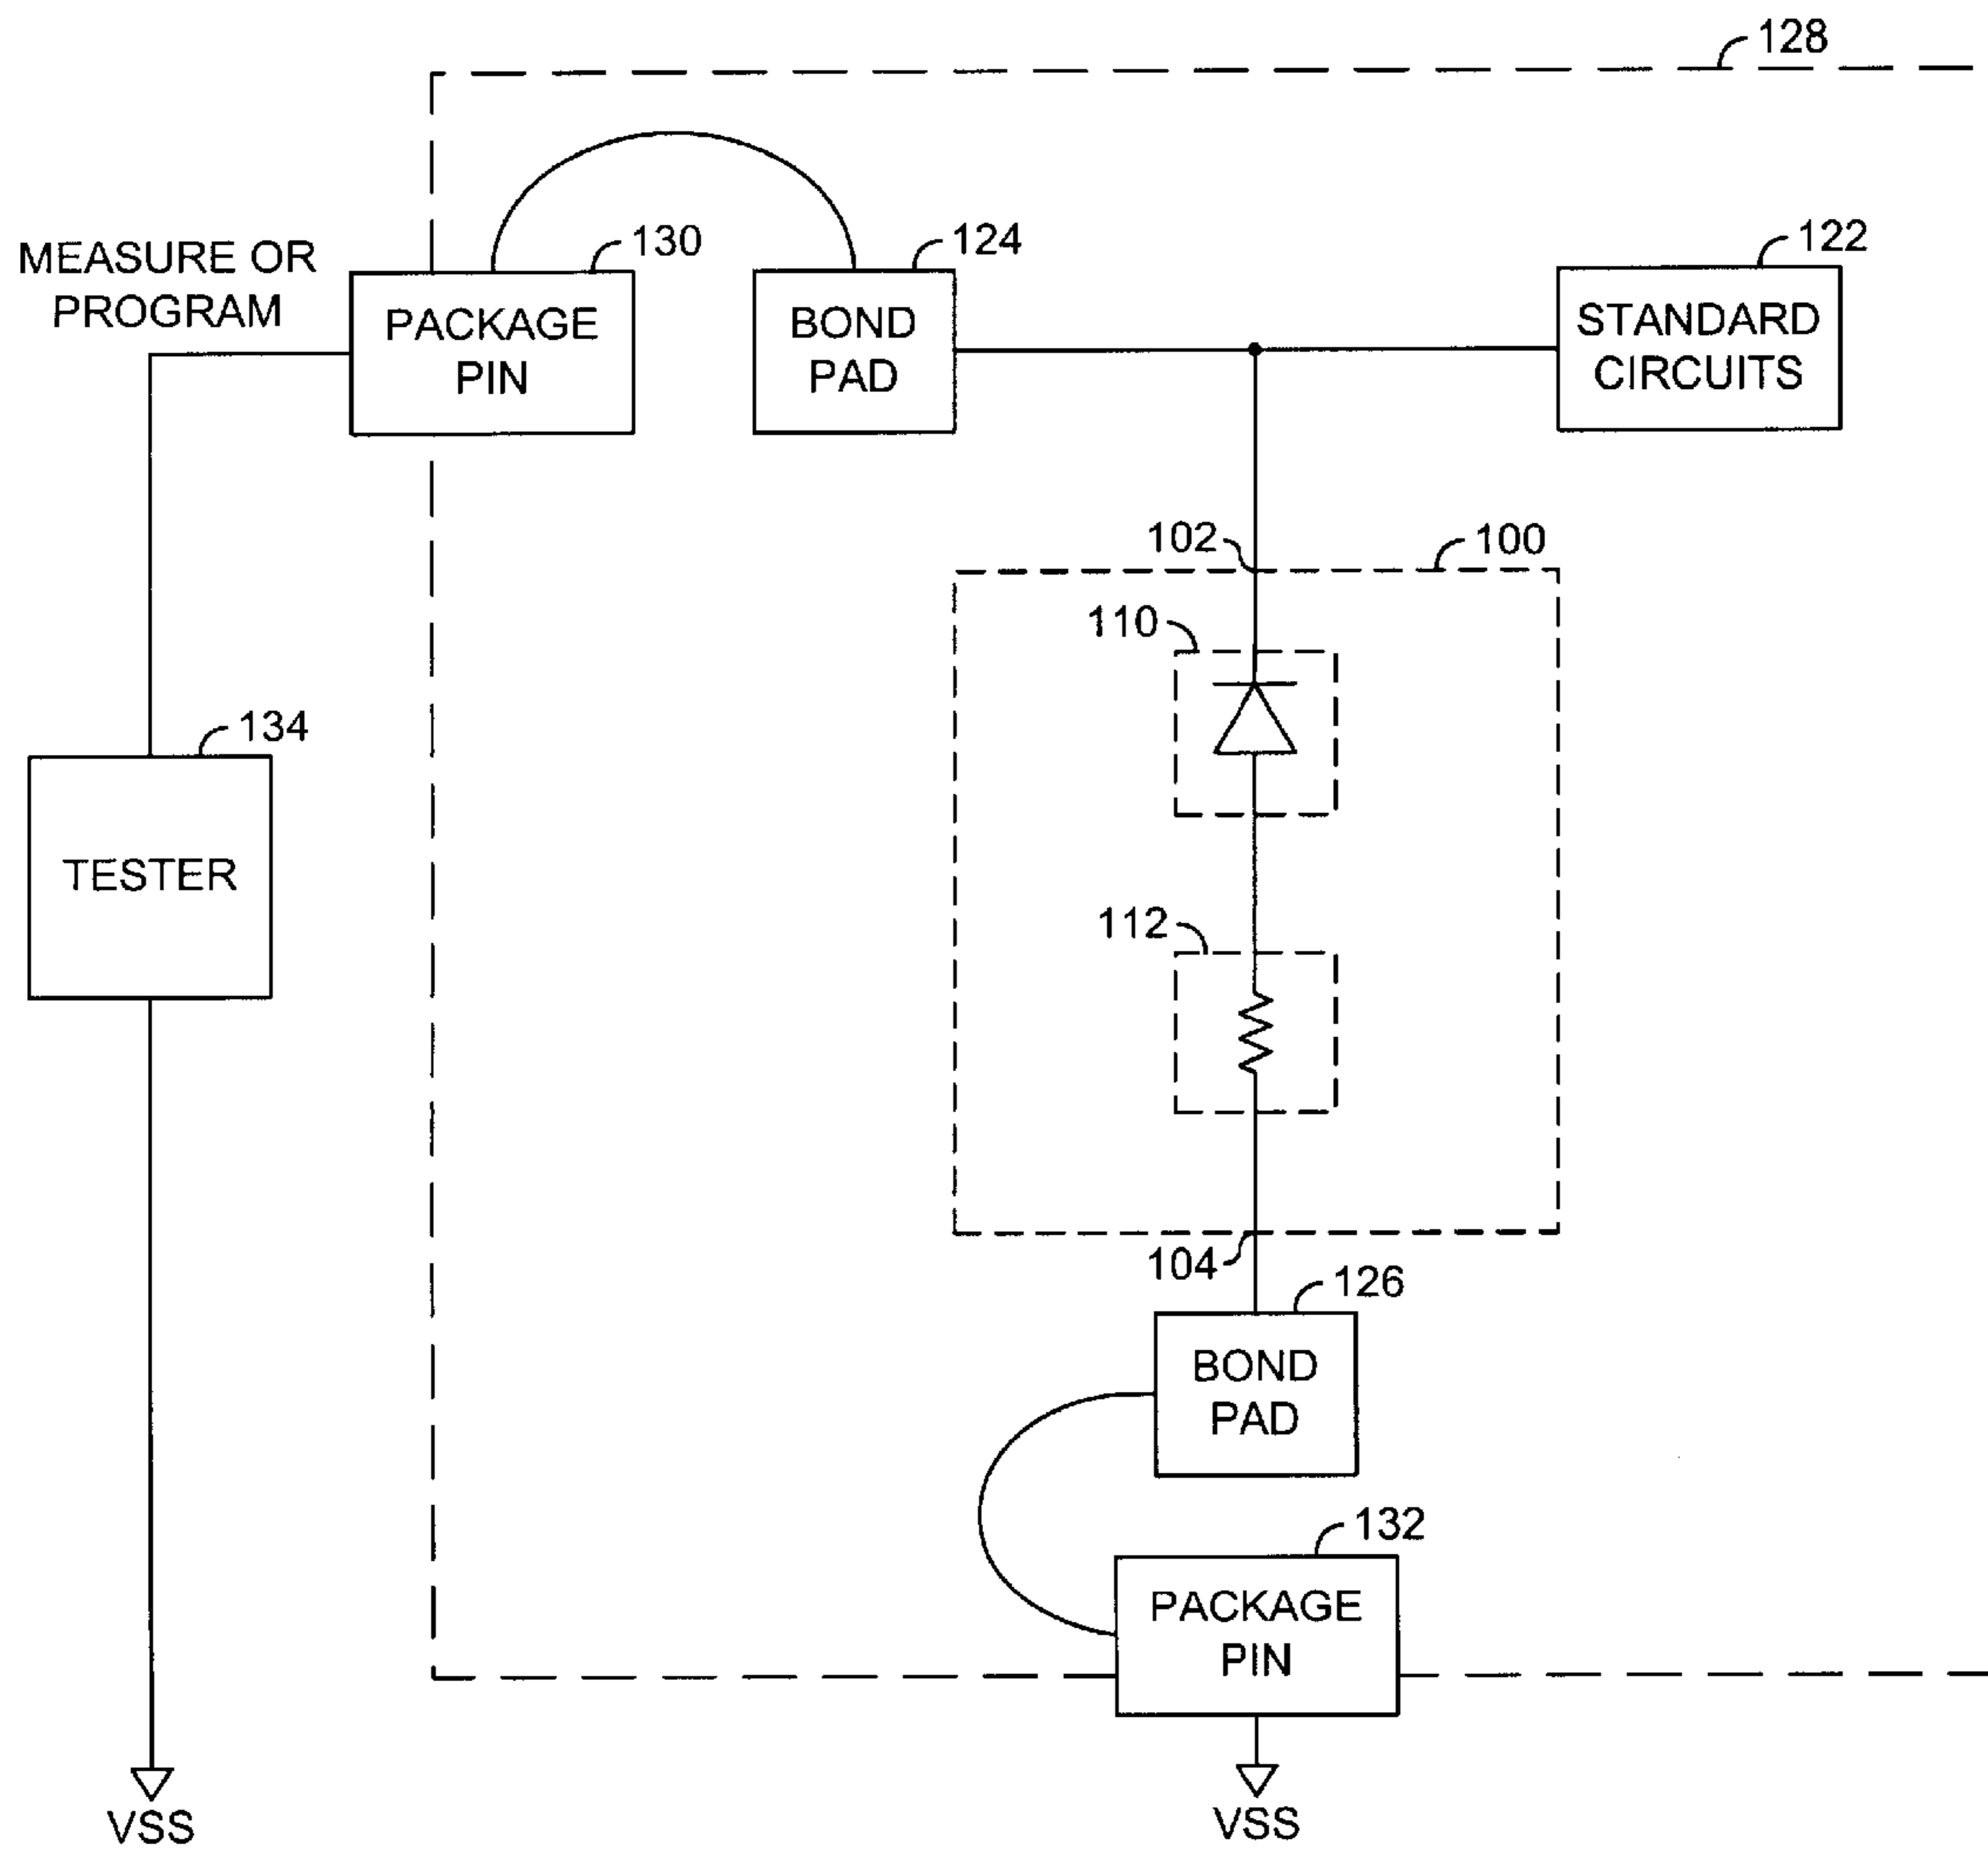 128
130
124
122
MEASURE OR
PROGRAM
PACKAGE
PIN
BOND
PAD
STANDARD
CIRCUITS
102
100
110
134
TESTER
112
104
126
BOND
PAD
132
PACKAGE
PIN
VSS
VSS